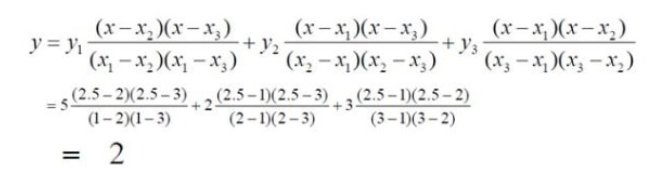 y = y₁ (x − x₂)(x − x₃) / (x₁ − x₂)(x₁ − x₃) + y₂ (x − x₁)(x − x₃) / (x₂ − x₁)(x₂ − x₃) + y₃ (x − x₁)(x − x₂) / (x₃ − x₁)(x₃ − x₂)
= 5 (2.5 − 2)(2.5 − 3) / (1 − 2)(1 − 3) + 2 (2.5 − 1)(2.5 − 3) / (2 − 1)(2 − 3) + 3 (2.5 − 1)(2.5 − 2) / (3 − 1)(3 − 2)
= 2